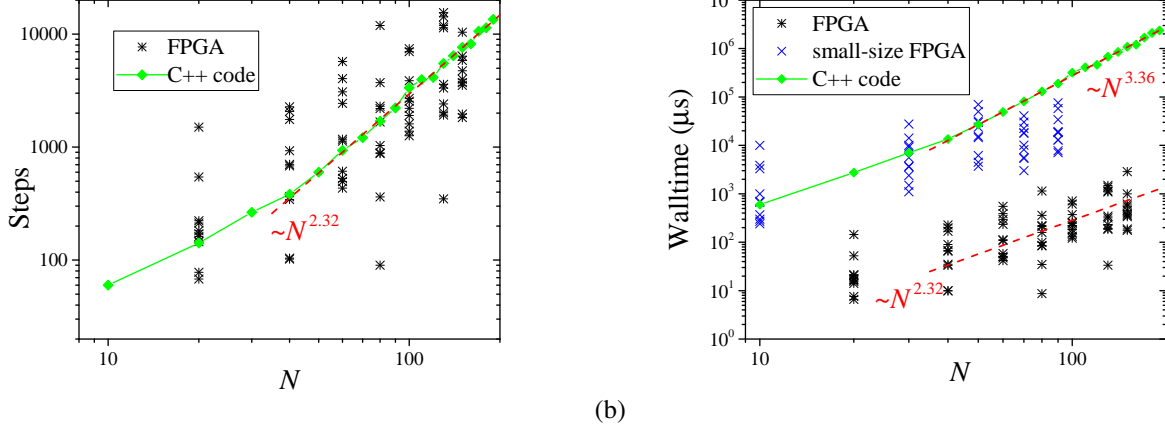 10000
1000
100
Steps
FPGA
C++ code
~N^2.32
10
100
N
10^6
10^5
10^4
10^3
10^2
10^1
10^0
Walltime (μs)
FPGA
small-size FPGA
C++ code
~N^3.36
~N^2.32
10
100
N
(b)